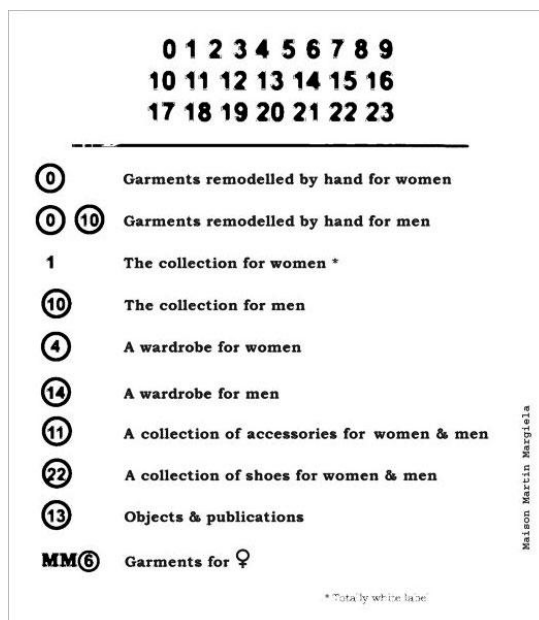 0 1 2 3 4 5 6 7 8 9
10 11 12 13 14 15 16
17 18 19 20 21 22 23
0 Garments remodelled by hand for women
0 10 Garments remodelled by hand for men
1 The collection for women *
10 The collection for men
4 A wardrobe for women
14 A wardrobe for men
11 A collection of accessories for women & men
22 A collection of shoes for women & men
13 Objects & publications
MM6 Garments for ♀
* Totally white label
Maison Martin Margiela